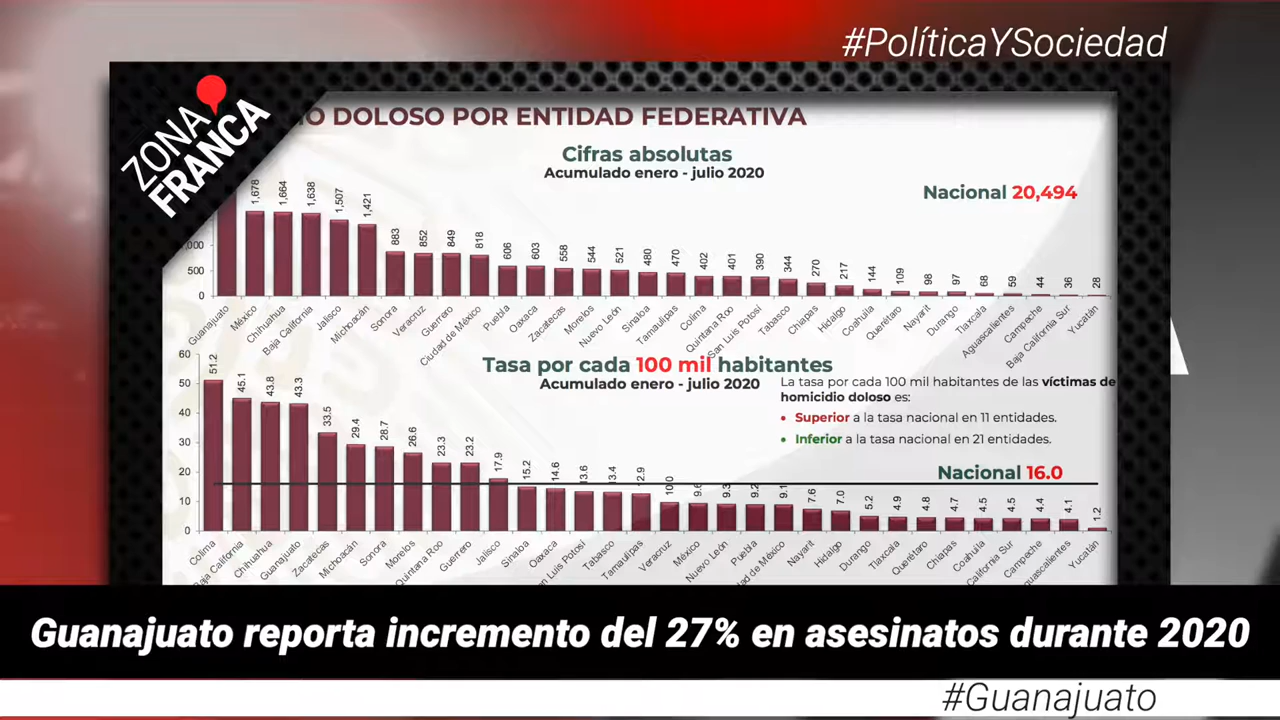 #PolíticaYSociedad
ZONA
FRANCA
O DOLOSO POR ENTIDAD FEDERATIVA
Cifras absolutas
Acumulado enero - julio 2020
Nacional 20,494
1,678 1,664 1,638 1,507 1,421 883 852 849 818 606 603 558 544 521 480 470 402 401 390 344 270 217 144 109 98 97 68 59 44 36 28
,000
500
0
Guanajuato México Chihuahua Baja California Jalisco Michoacán Sonora Veracruz Guerrero Ciudad de México Puebla Oaxaca Zacatecas Morelos Nuevo León Sinaloa Tamaulipas Colima Quintana Roo San Luis Potosí Tabasco Chiapas Hidalgo Coahuila Querétaro Nayarit Durango Tlaxcala Aguascalientes Campeche Baja California Sur Yucatán
Tasa por cada 100 mil habitantes
Acumulado enero - julio 2020
La tasa por cada 100 mil habitantes de las víctimas de
homicidio doloso es:
• Superior a la tasa nacional en 11 entidades.
• Inferior a la tasa nacional en 21 entidades.
Nacional 16.0
60
50
40
30
20
10
0
51.2 45.1 43.8 43.3 33.5 29.4 28.7 26.6 23.3 23.2 17.9 15.2 14.6 13.6 13.4 12.9 10.0 9.6 9.3 9.2 9.1 7.6 7.0 5.2 4.9 4.8 4.7 4.5 4.5 4.4 4.1 1.2
Colima Baja California Chihuahua Guanajuato Zacatecas Michoacán Sonora Morelos Quintana Roo Guerrero Jalisco Sinaloa Oaxaca an Luis Potosí Tabasco Tamaulipas Veracruz México Nuevo León Puebla dad de México Nayarit Hidalgo Durango Tlaxcala Querétaro Chiapas Coahuila California Sur Campeche guascalientes Yucatán
Guanajuato reporta incremento del 27% en asesinatos durante 2020
#Guanajuato